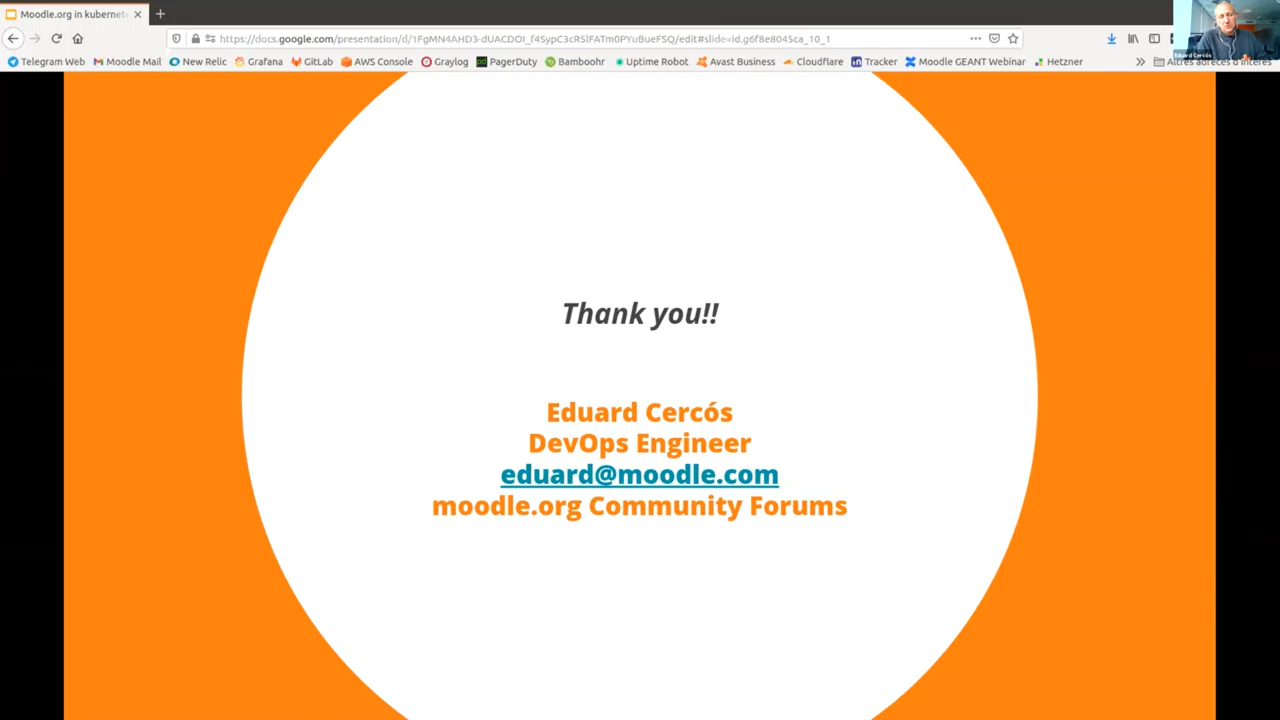 Moodle.org in kubernet
https://docs.google.com/presentation/d/1FgMN4AHD3-dUACDOI_f4SypC3cRSlFATm0PYuBueFSQ/edit#slide=id.g6f8e8045ca_10_1
Telegram Web Moodle Mail New Relic Grafana GitLab AWS Console Graylog PagerDuty Bamboohr Uptime Robot Avast Business Cloudflare Tracker Moodle GEANT Webinar Hetzner Altres adreces d'interès
Eduard Cercós
Thank you!!
Eduard Cercós
DevOps Engineer
eduard@moodle.com
moodle.org Community Forums